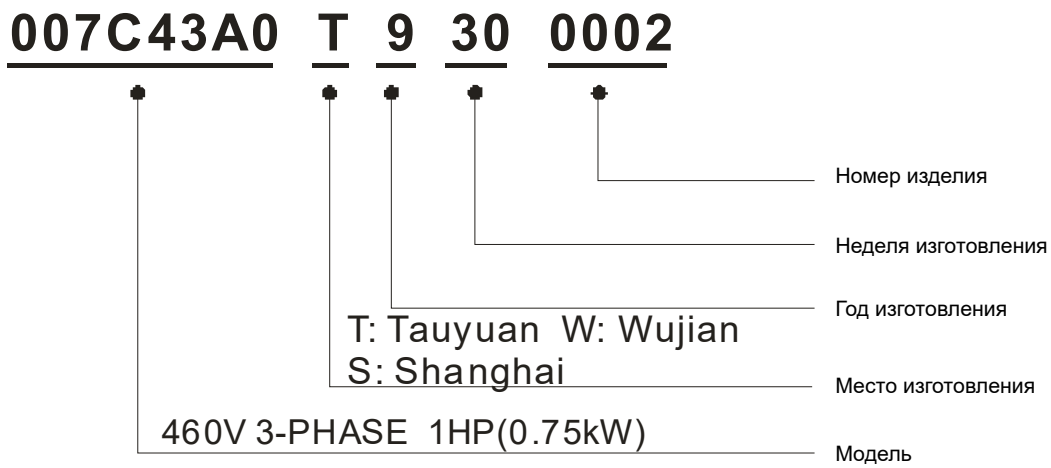 007C43A0 T 9 30 0002
Номер изделия
Неделя изготовления
Год изготовления
T: Tauyuan W: Wujian
S: Shanghai
Место изготовления
460V 3-PHASE 1HP(0.75kW)
Модель